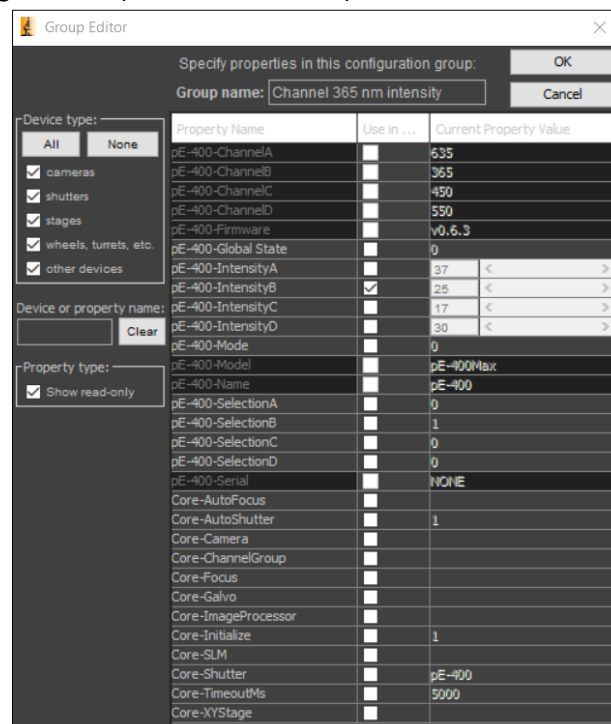 Group Editor
Specify properties in this configuration group:
OK
Group name: Channel 365 nm intensity
Cancel
Device type:
All None
cameras
shutters
stages
wheels, turrets, etc.
other devices
Device or property name:
Clear
Property type:
Show read-only
Property Name Use in ... Current Property Value
pE-400-ChannelA 635
pE-400-ChannelB 365
pE-400-ChannelC 450
pE-400-ChannelD 550
pE-400-Firmware v0.6.3
pE-400-Global State 0
pE-400-IntensityA 37
pE-400-IntensityB 25
pE-400-IntensityC 17
pE-400-IntensityD 30
pE-400-Mode 0
pE-400-Model pE-400Max
pE-400-Name pE-400
pE-400-SelectionA 0
pE-400-SelectionB 1
pE-400-SelectionC 0
pE-400-SelectionD 0
pE-400-Serial NONE
Core-AutoFocus
Core-AutoShutter 1
Core-Camera
Core-ChannelGroup
Core-Focus
Core-Galvo
Core-ImageProcessor
Core-Initialize 1
Core-SLM
Core-Shutter pE-400
Core-TimeoutMs 5000
Core-XYStage